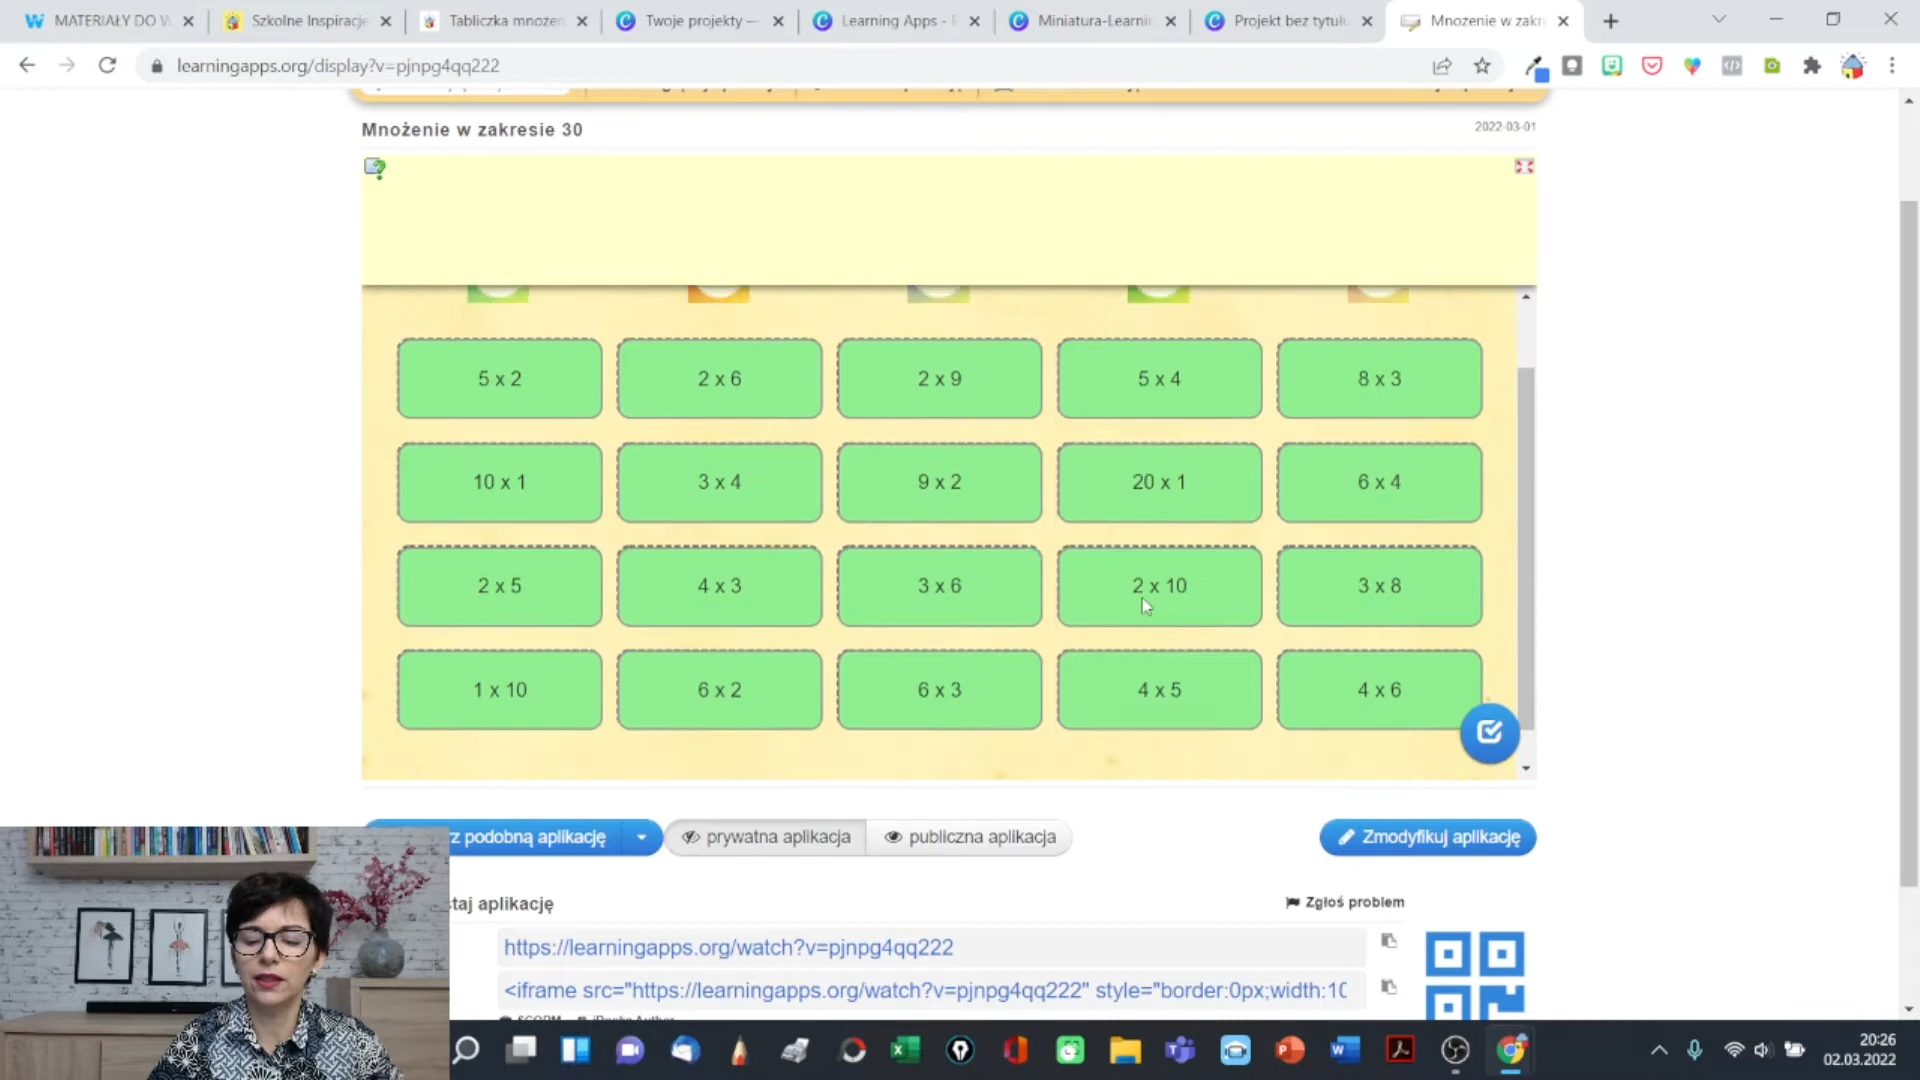 MATERIAŁY DO W
Szkolne Inspiracje
Tabliczka mnożen
Twoje projekty —
Learning Apps - P
Miniatura-Learnin
Projekt bez tytułu
Mnożenie w zakr
learningapps.org/display?v=pjnpg4qq222
Mnożenie w zakresie 30
2022-03-01
5 x 2
2 x 6
2 x 9
5 x 4
8 x 3
10 x 1
3 x 4
9 x 2
20 x 1
6 x 4
2 x 5
4 x 3
3 x 6
2 x 10
3 x 8
1 x 10
6 x 2
6 x 3
4 x 5
4 x 6
z podobną aplikację
prywatna aplikacja
publiczna aplikacja
Zmodyfikuj aplikację
taj aplikację
Zgłoś problem
https://learningapps.org/watch?v=pjnpg4qq222
<iframe src="https://learningapps.org/watch?v=pjnpg4qq222" style="border:0px;width:10
20:26
02.03.2022